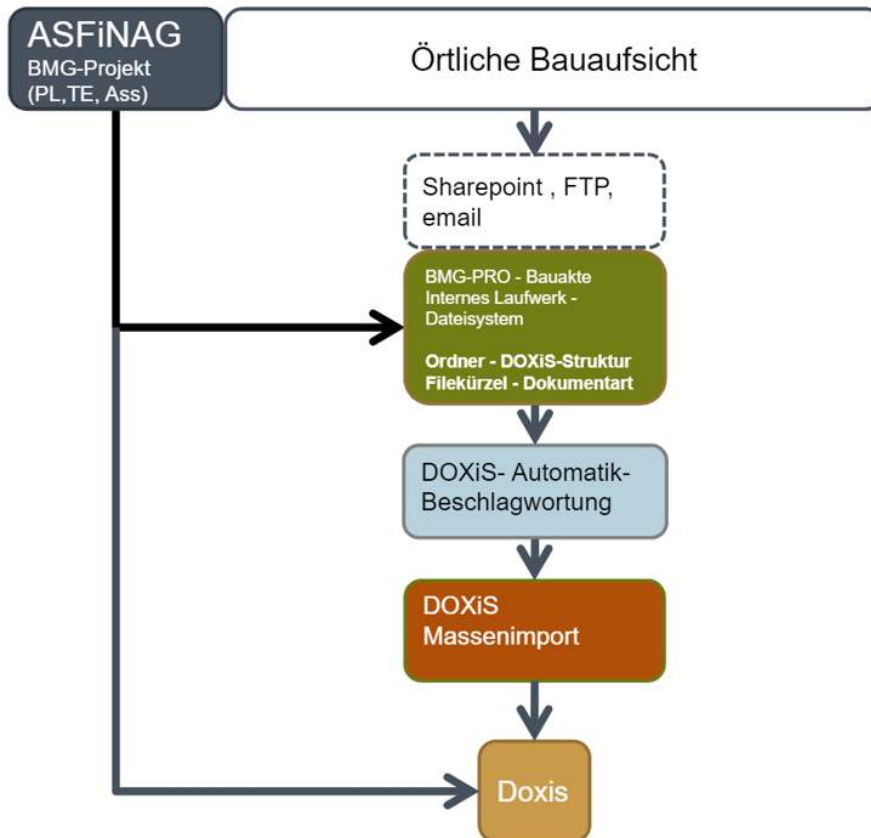 ASFiNAG
BMG-Projekt
(PL,TE, Ass)
Örtliche Bauaufsicht
Sharepoint , FTP,
email
BMG-PRO - Bauakte
Internes Laufwerk -
Dateisystem
Ordner - DOXiS-Struktur
Filekürzel - Dokumentart
DOXiS- Automatik-
Beschlagwortung
DOXiS
Massenimport
Doxis